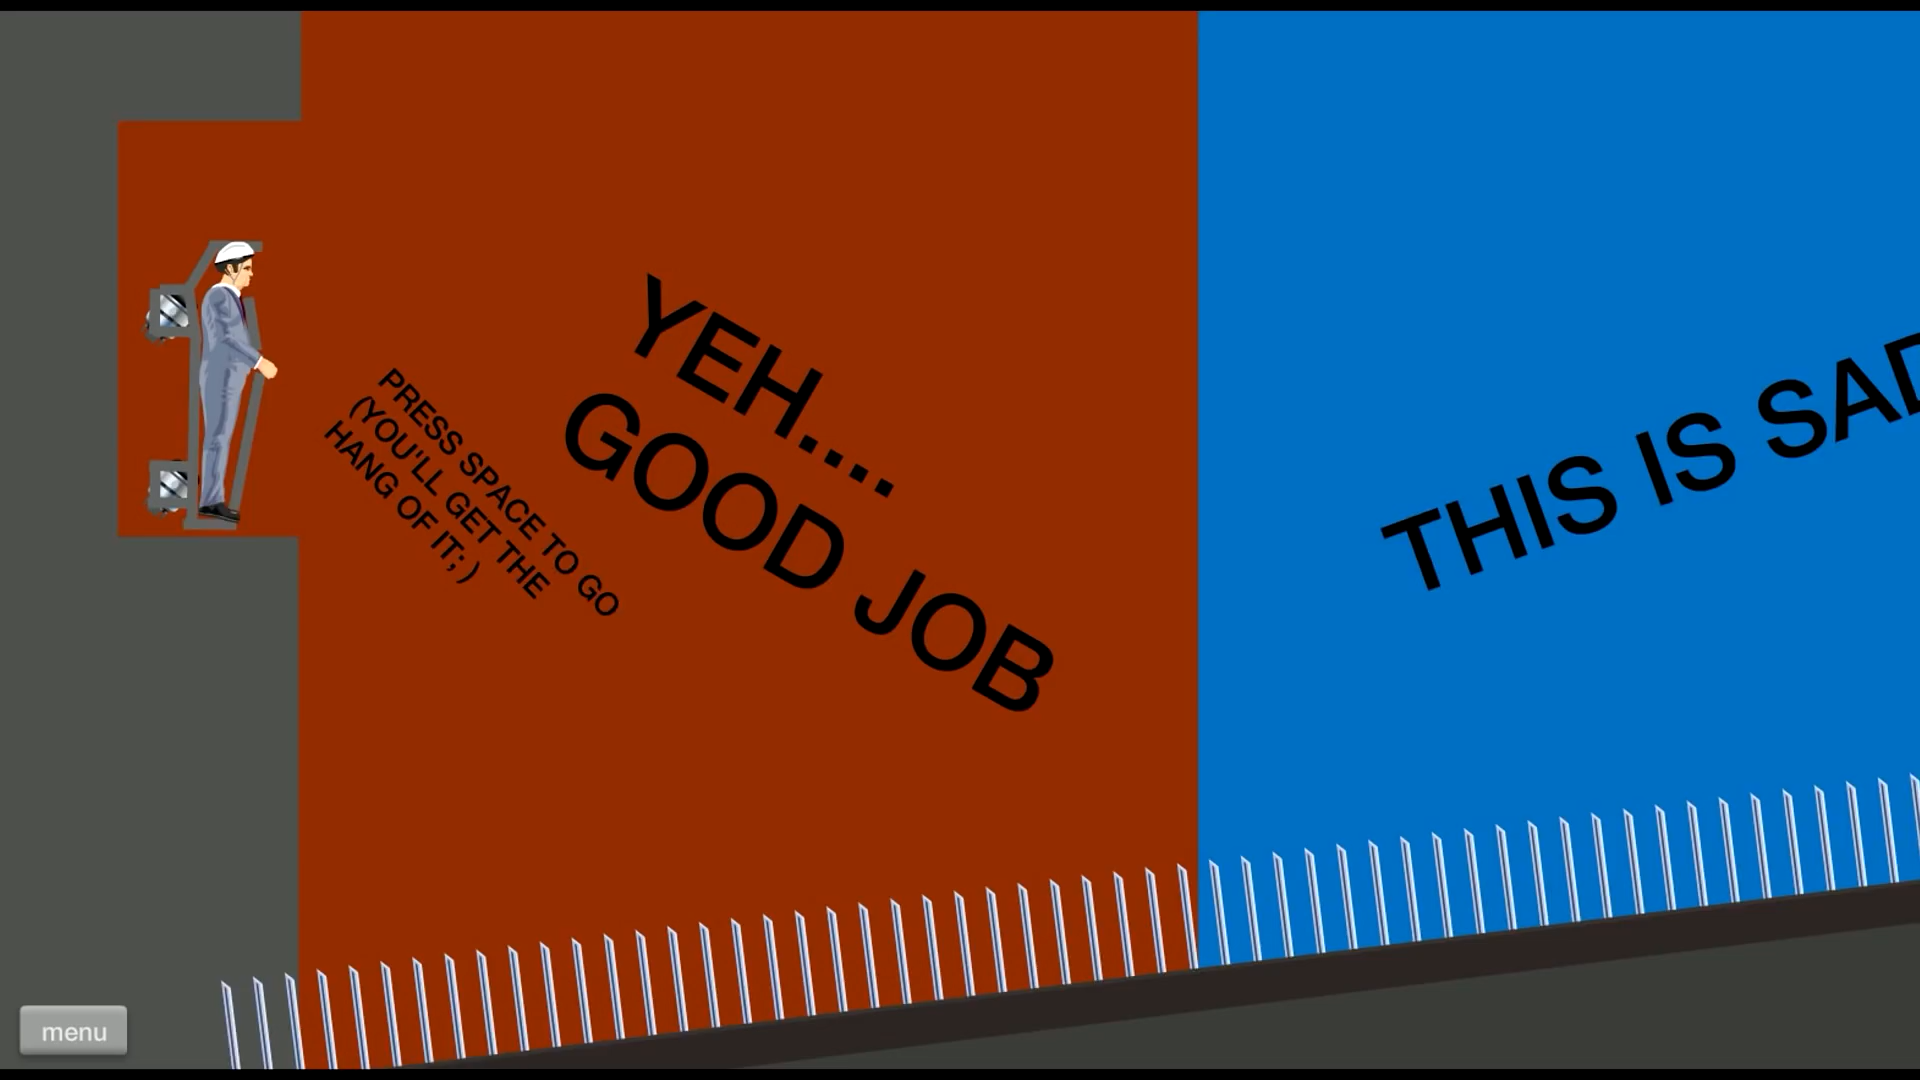 YEH....
GOOD JOB
PRESS SPACE TO GO
(YOU'LL GET THE
HANG OF IT;)
THIS IS SAD
menu